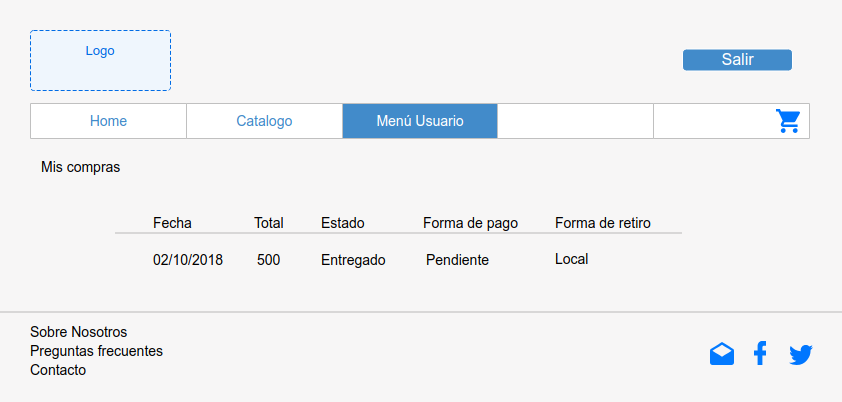 Logo
Salir
Home Catalogo Menú Usuario
Mis compras
Fecha Total Estado Forma de pago Forma de retiro
02/10/2018 500 Entregado Pendiente Local
Sobre Nosotros
Preguntas frecuentes
Contacto